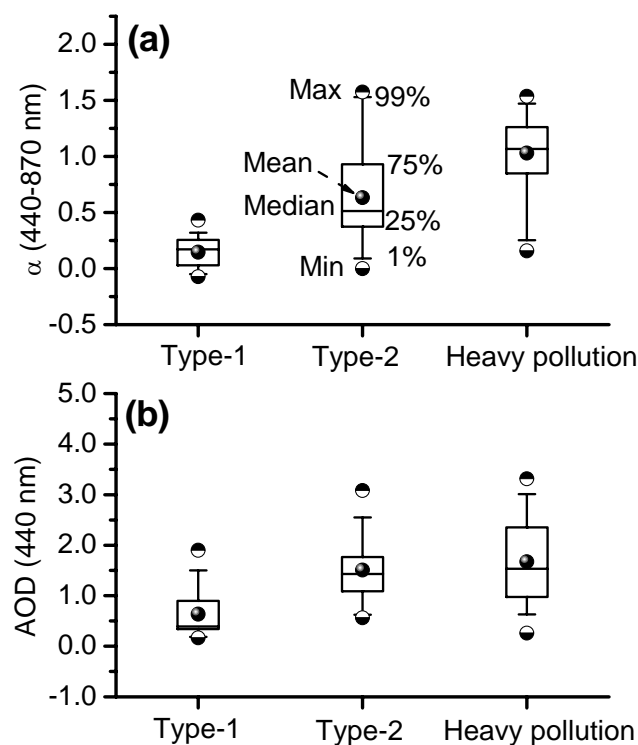 (a)
α (440-870 nm)
2.0
1.5
1.0
0.5
0.0
-0.5
Max
99%
Mean
75%
Median
25%
Min
1%
Type-1 Type-2 Heavy pollution
(b)
AOD (440 nm)
5.0
4.0
3.0
2.0
1.0
0.0
-1.0
Type-1 Type-2 Heavy pollution